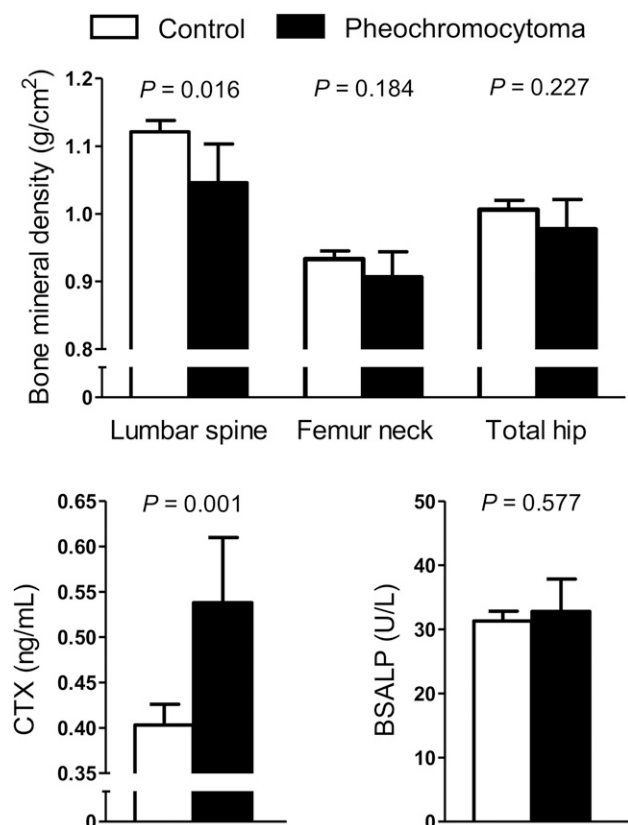 Control Pheochromocytoma
Bone mineral density (g/cm²)
1.2
1.1
1.0
0.9
0.8
0
P = 0.016 P = 0.184 P = 0.227
Lumbar spine Femur neck Total hip
CTX (ng/mL)
0.65
0.60
0.55
0.50
0.45
0.40
0.35
0
P = 0.001
BSALP (U/L)
50
40
30
20
10
0
P = 0.577